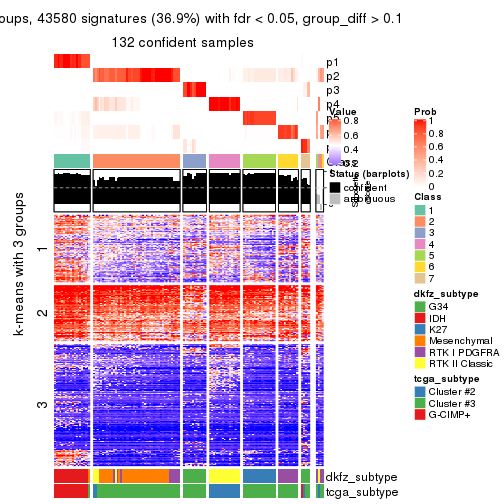 oups, 43580 signatures (36.9%) with fdr < 0.05, group_diff > 0.1
132 confident samples
p1
p2
p3
p4
Value
0.8
0.6
0.4
0.2
Status (barplots)
confident
ambiguous
Prob
1
0.8
0.6
0.4
0.2
0
Class
1
2
3
4
5
6
7
dkfz_subtype
G34
IDH
K27
Mesenchymal
RTK I PDGFRA
RTK II Classic
tcga_subtype
Cluster #2
Cluster #3
G-CIMP+
k-means with 3 groups
1
2
3
dkfz_subtype
tcga_subtype